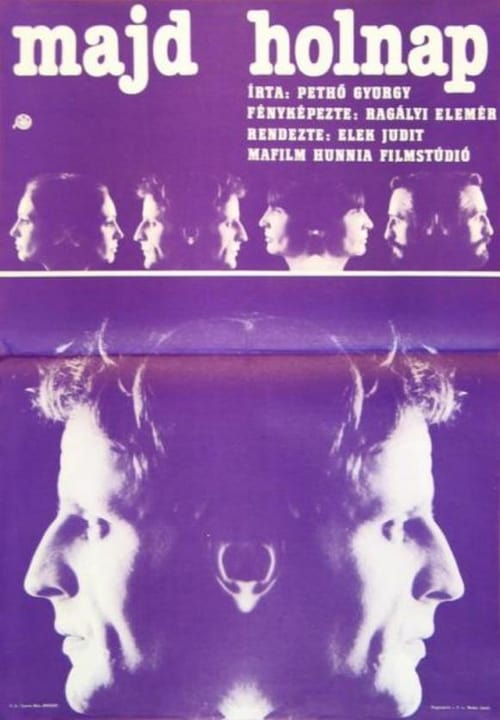 majd holnap
ÍRTA: PETHŐ GYÖRGY
FÉNYKÉPEZTE: RAGÁLYI ELEMÉR
RENDEZTE: ELEK JUDIT
MAFILM HUNNIA FILMSTÚDIÓ